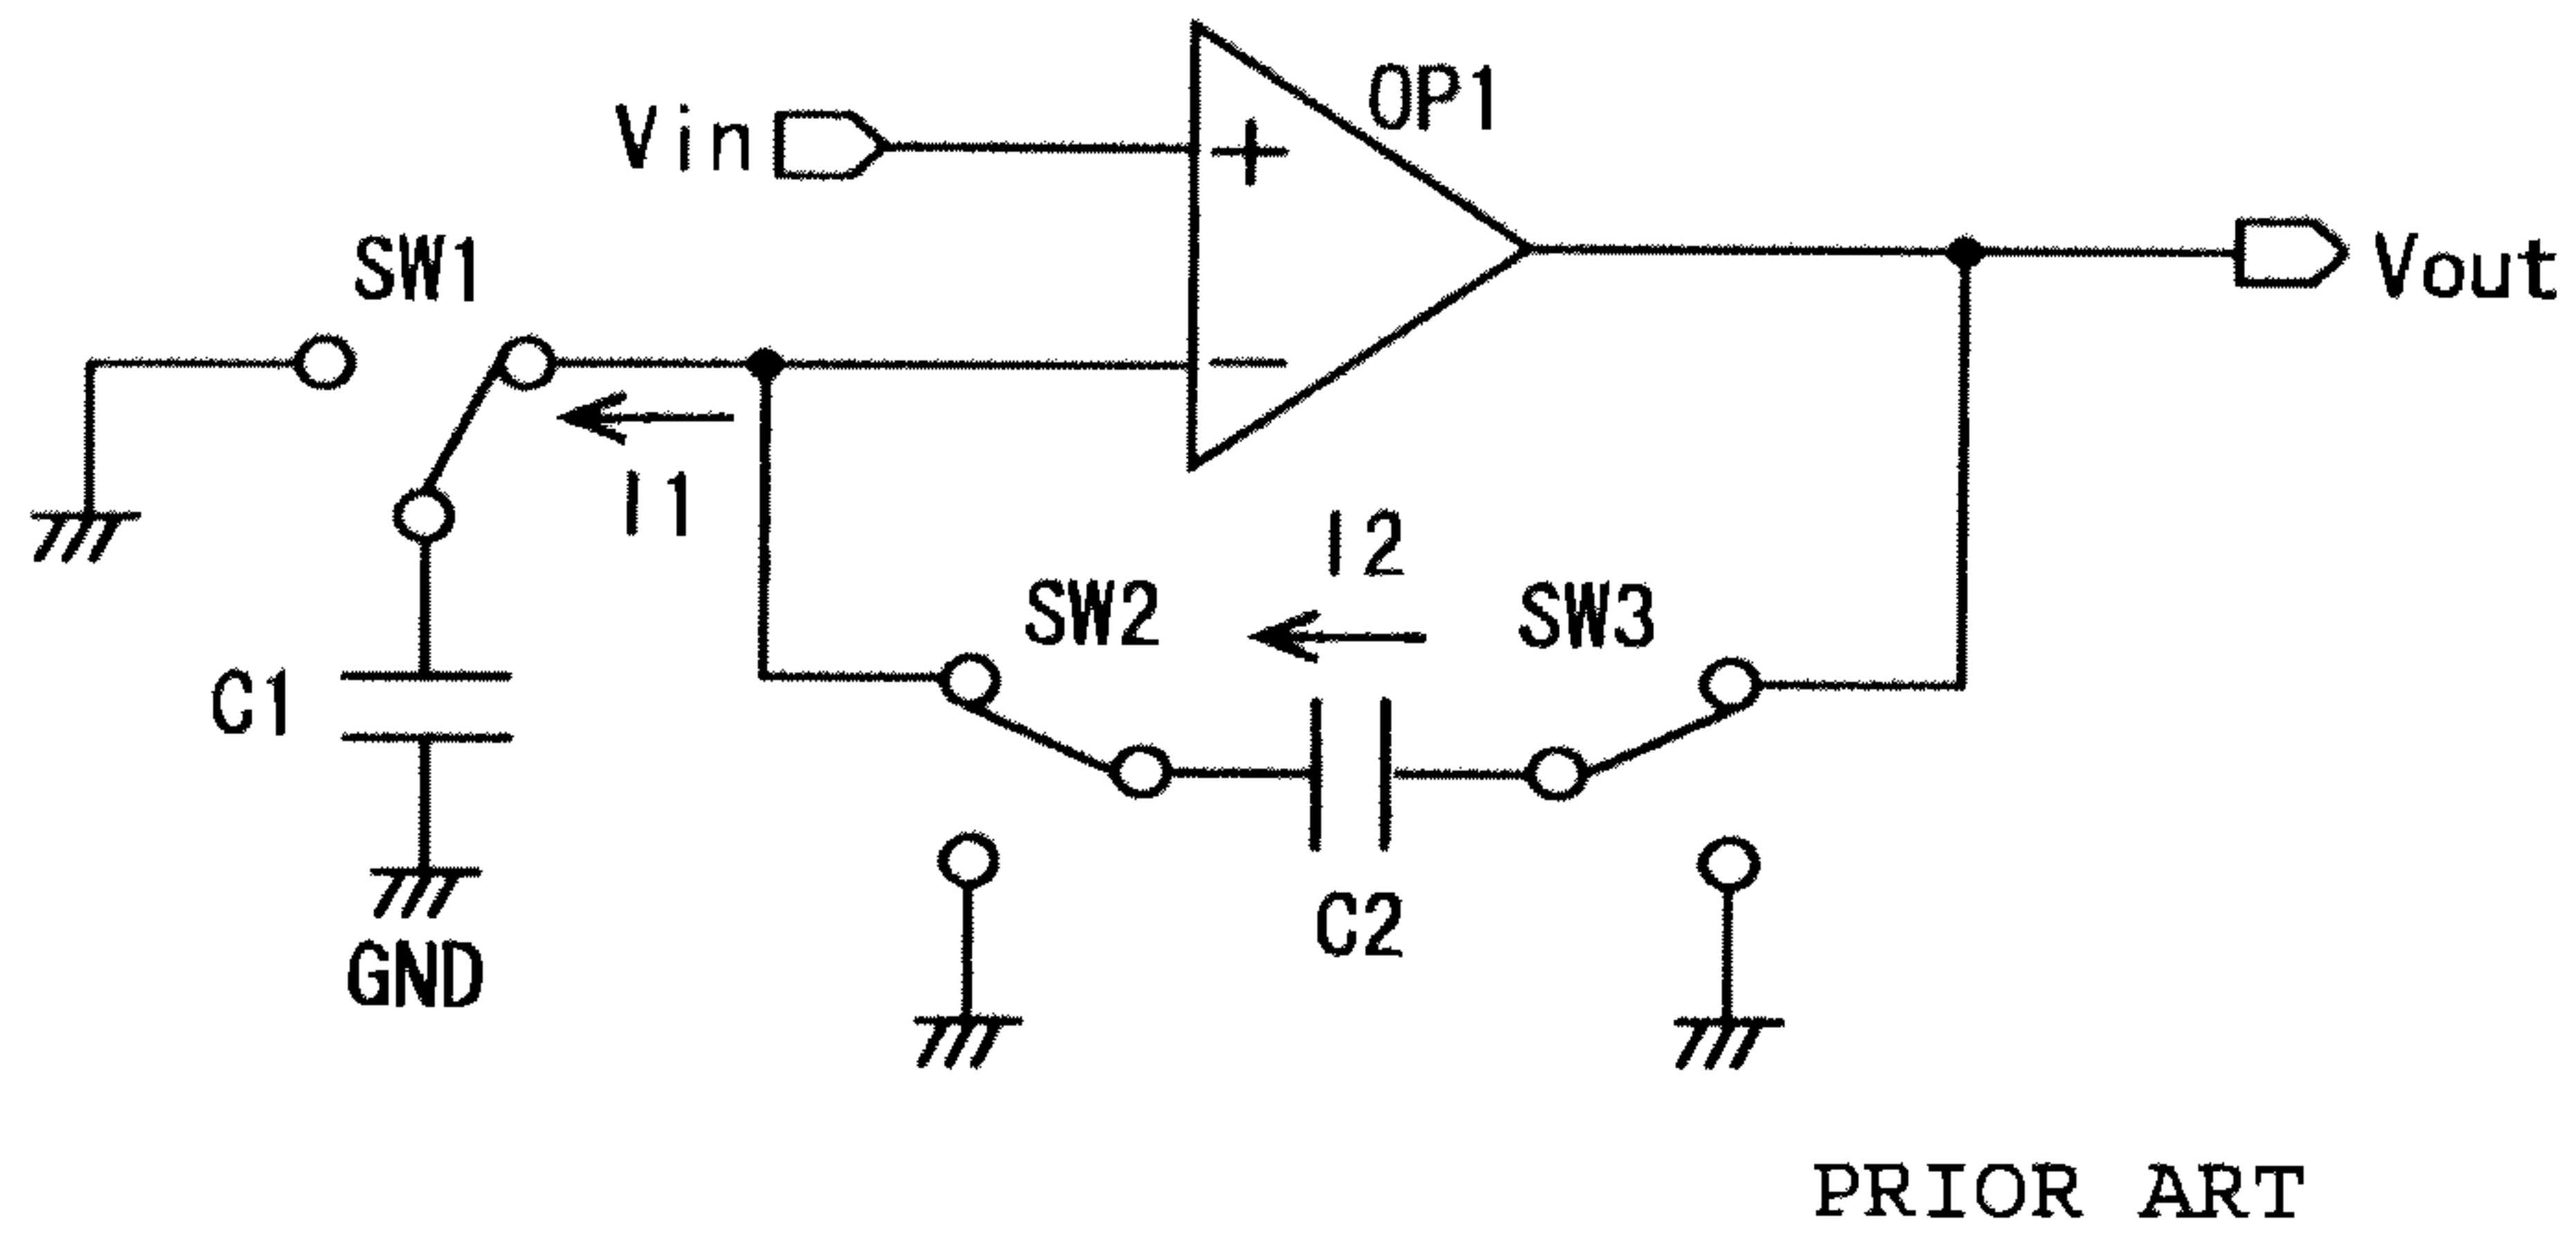 OP1
Vin
+
SW1
Vout
−
I1
I2
SW2
SW3
C1
C2
GND
PRIOR ART